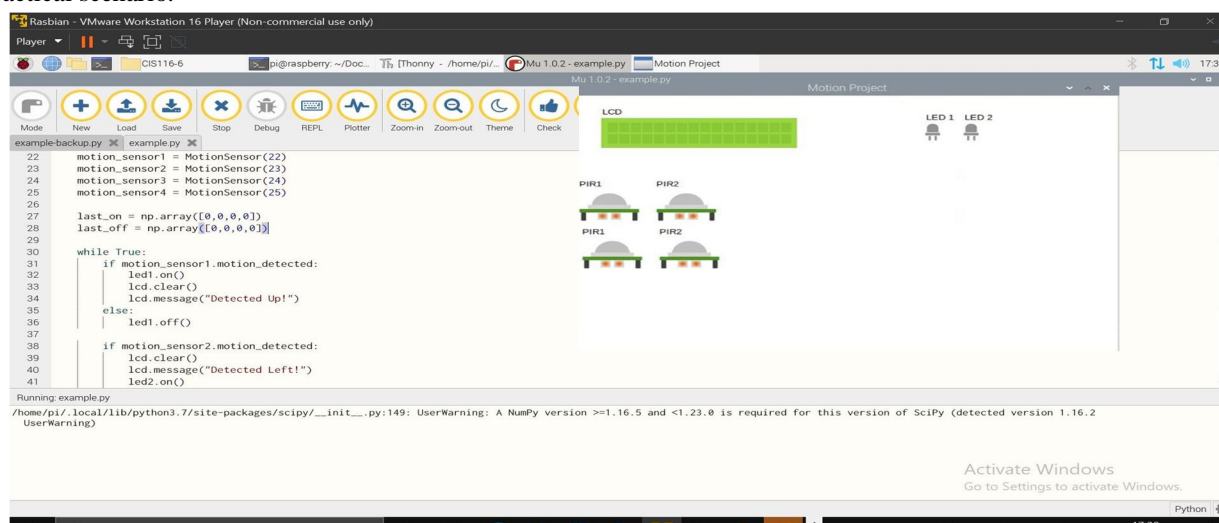 actical scenario.
Rasbian - VMware Workstation 16 Player (Non-commercial use only)
Player
CIS116-6
pi@raspberry: ~/Doc...
[Thonny - /home/pi/...
Mu 1.0.2 - example.py
Motion Project
17:3
Mu 1.0.2 - example.py
Motion Project
Mode
New
Load
Save
Stop
Debug
REPL
Plotter
Zoom-in
Zoom-out
Theme
Check
example-backup.py
example.py
22 motion_sensor1 = MotionSensor(22)
23 motion_sensor2 = MotionSensor(23)
24 motion_sensor3 = MotionSensor(24)
25 motion_sensor4 = MotionSensor(25)
26
27 last_on = np.array([0,0,0,0])
28 last_off = np.array([0,0,0,0])
29
30 while True:
31 if motion_sensor1.motion_detected:
32 led1.on()
33 lcd.clear()
34 lcd.message("Detected Up!")
35 else:
36 led1.off()
37
38 if motion_sensor2.motion_detected:
39 lcd.clear()
40 lcd.message("Detected Left!")
41 led2.on()
LCD
LED 1
LED 2
PIR1
PIR2
PIR1
PIR2
Running: example.py
/home/pi/.local/lib/python3.7/site-packages/scipy/__init__.py:149: UserWarning: A NumPy version >=1.16.5 and <1.23.0 is required for this version of SciPy (detected version 1.16.2
UserWarning)
Activate Windows
Go to Settings to activate Windows.
Python